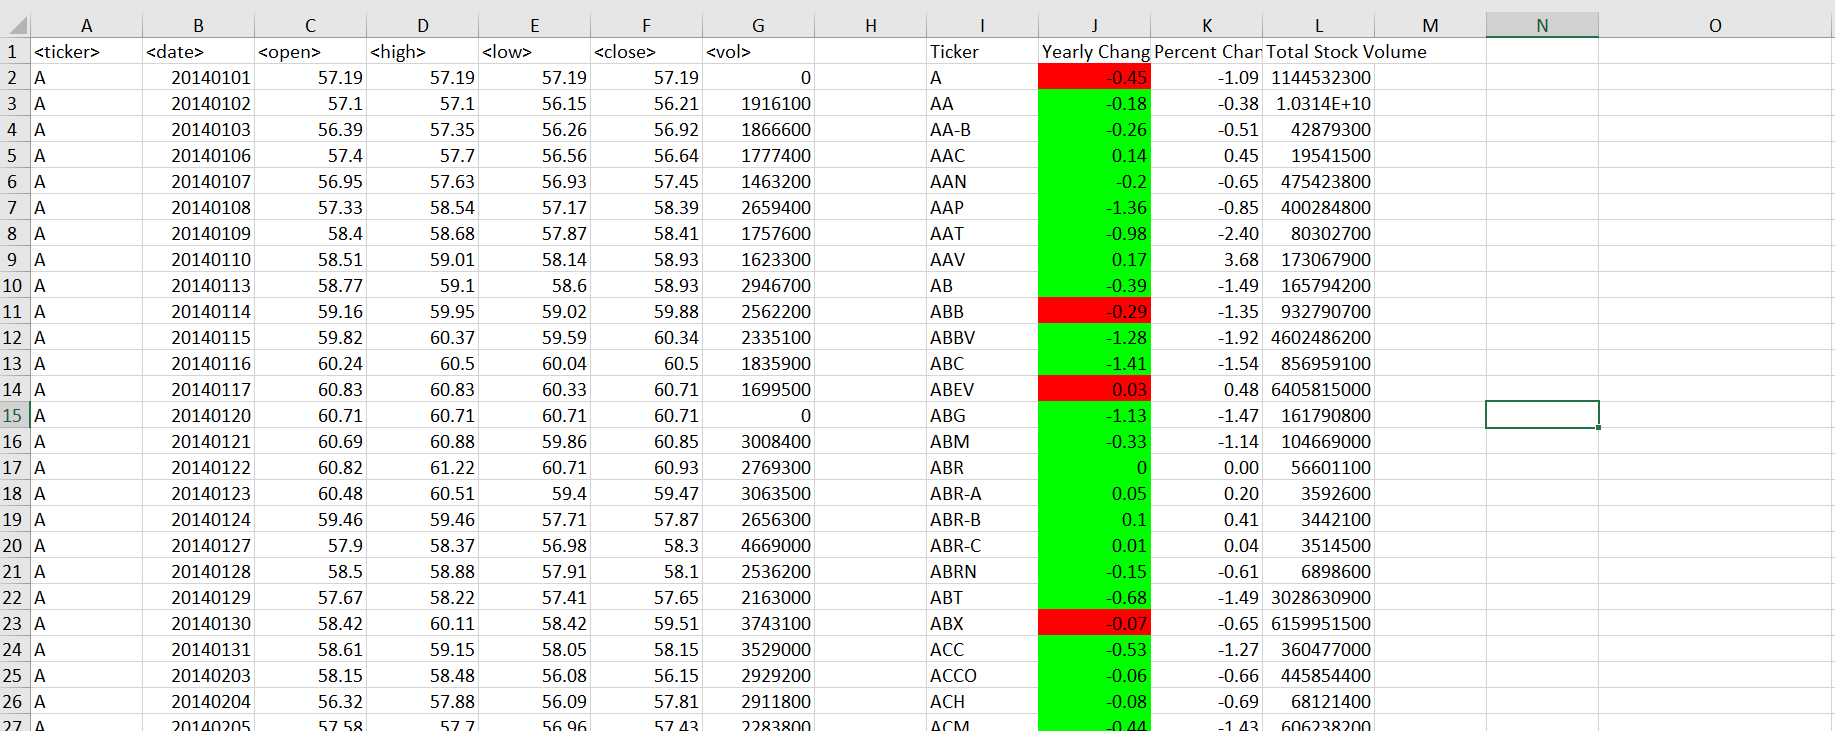 A B C D E F G H I J K L M N O
1 <ticker> <date> <open> <high> <low> <close> <vol> Ticker Yearly Chang Percent Char Total Stock Volume
2 A 20140101 57.19 57.19 57.19 57.19 0 A -0.45 -1.09 1144532300
3 A 20140102 57.1 57.1 56.15 56.21 1916100 AA -0.18 -0.38 1.0314E+10
4 A 20140103 56.39 57.35 56.26 56.92 1866600 AA-B -0.26 -0.51 42879300
5 A 20140106 57.4 57.7 56.56 56.64 1777400 AAC 0.14 0.45 19541500
6 A 20140107 56.95 57.63 56.93 57.45 1463200 AAN -0.2 -0.65 475423800
7 A 20140108 57.33 58.54 57.17 58.39 2659400 AAP -1.36 -0.85 400284800
8 A 20140109 58.4 58.68 57.87 58.41 1757600 AAT -0.98 -2.40 80302700
9 A 20140110 58.51 59.01 58.14 58.93 1623300 AAV 0.17 3.68 173067900
10 A 20140113 58.77 59.1 58.6 58.93 2946700 AB -0.39 -1.49 165794200
11 A 20140114 59.16 59.95 59.02 59.88 2562200 ABB -0.29 -1.35 932790700
12 A 20140115 59.82 60.37 59.59 60.34 2335100 ABBV -1.28 -1.92 4602486200
13 A 20140116 60.24 60.5 60.04 60.5 1835900 ABC -1.41 -1.54 856959100
14 A 20140117 60.83 60.83 60.33 60.71 1699500 ABEV 0.03 0.48 6405815000
15 A 20140120 60.71 60.71 60.71 60.71 0 ABG -1.13 -1.47 161790800
16 A 20140121 60.69 60.88 59.86 60.85 3008400 ABM -0.33 -1.14 104669000
17 A 20140122 60.82 61.22 60.71 60.93 2769300 ABR 0 0.00 56601100
18 A 20140123 60.48 60.51 59.4 59.47 3063500 ABR-A 0.05 0.20 3592600
19 A 20140124 59.46 59.46 57.71 57.87 2656300 ABR-B 0.1 0.41 3442100
20 A 20140127 57.9 58.37 56.98 58.3 4669000 ABR-C 0.01 0.04 3514500
21 A 20140128 58.5 58.88 57.91 58.1 2536200 ABRN -0.15 -0.61 6898600
22 A 20140129 57.67 58.22 57.41 57.65 2163000 ABT -0.68 -1.49 3028630900
23 A 20140130 58.42 60.11 58.42 59.51 3743100 ABX -0.07 -0.65 6159951500
24 A 20140131 58.61 59.15 58.05 58.15 3529000 ACC -0.53 -1.27 360477000
25 A 20140203 58.15 58.48 56.08 56.15 2929200 ACCO -0.06 -0.66 445854400
26 A 20140204 56.32 57.88 56.09 57.81 2911800 ACH -0.08 -0.69 68121400
27 A 20140205 57.58 57.7 56.96 57.43 2283800 ACM -0.44 -1.43 606238200